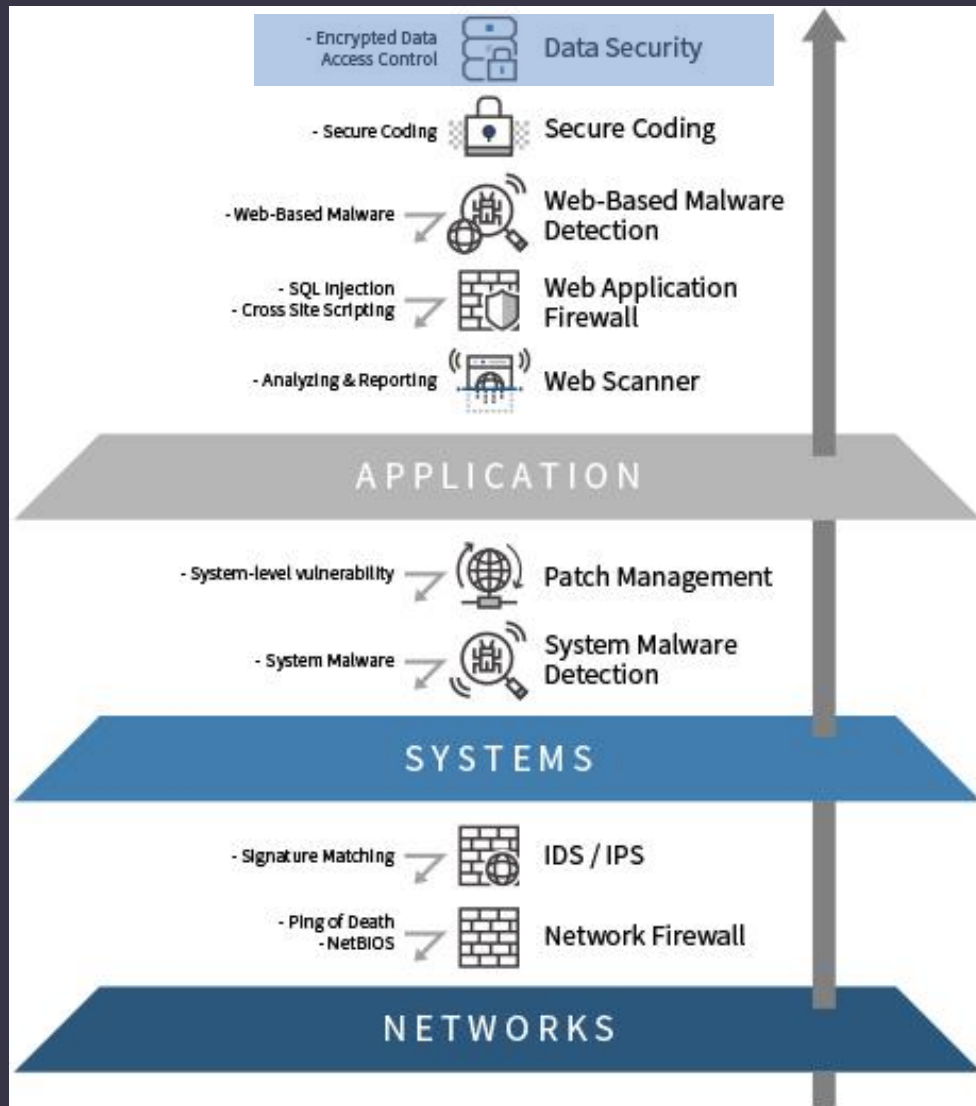 - Encrypted Data
Access Control
Data Security
- Secure Coding
Secure Coding
- Web-Based Malware
Web-Based Malware
Detection
- SQL Injection
- Cross Site Scripting
Web Application
Firewall
- Analyzing & Reporting
Web Scanner
APPLICATION
- System-level vulnerability
Patch Management
- System Malware
System Malware
Detection
SYSTEMS
- Signature Matching
IDS / IPS
- Ping of Death
- NetBIOS
Network Firewall
NETWORKS